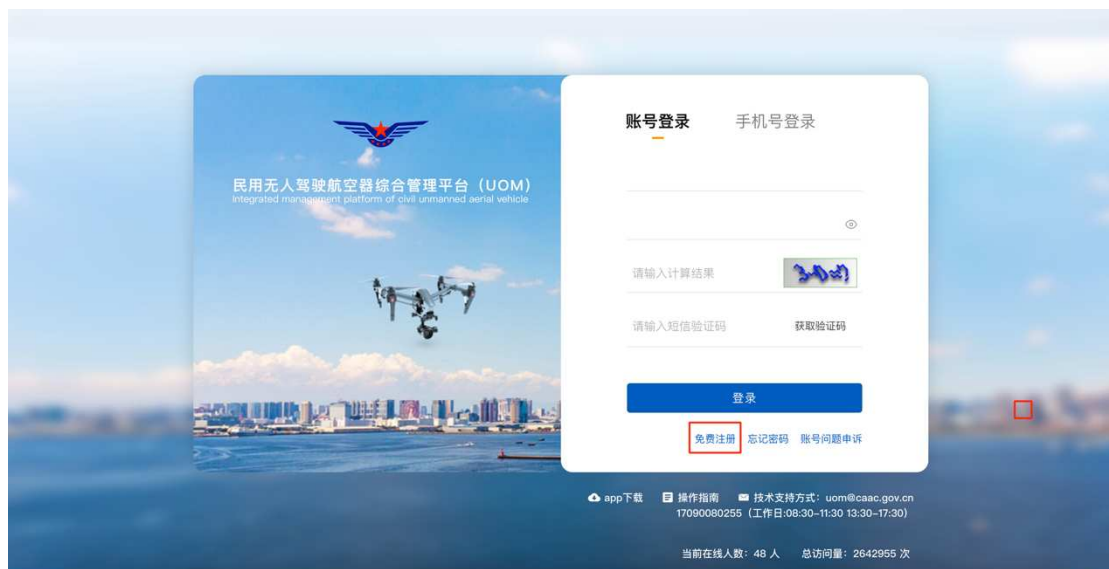 账号登录 手机号登录
民用无人驾驶航空器综合管理平台（UOM）
Integrated management platform of civil unmanned aerial vehicle
请输入计算结果
请输入短信验证码 获取验证码
登录
免费注册 忘记密码 账号问题申诉
app下载 操作指南 技术支持方式：uom@caac.gov.cn
17090080255（工作日:08:30–11:30 13:30–17:30）
当前在线人数：48 人 总访问量：2642955 次